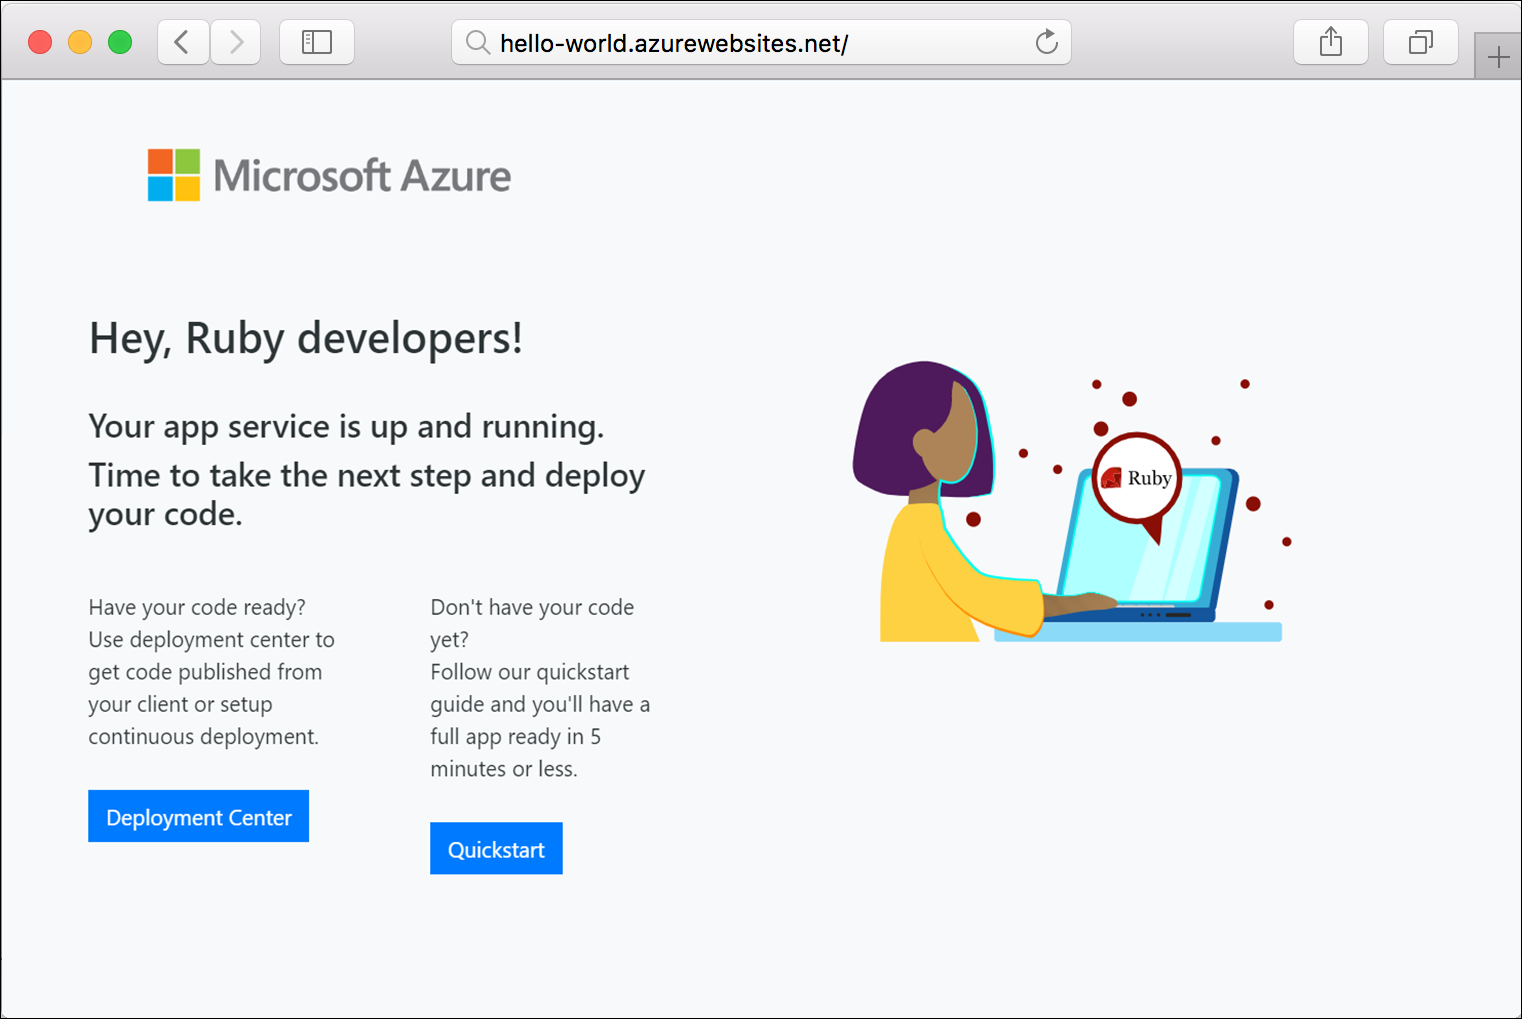 hello-world.azurewebsites.net/
Microsoft Azure
Hey, Ruby developers!
Your app service is up and running.
Time to take the next step and deploy
your code.
Have your code ready?
Use deployment center to
get code published from
your client or setup
continuous deployment.
Deployment Center
Don't have your code
yet?
Follow our quickstart
guide and you'll have a
full app ready in 5
minutes or less.
Quickstart
Ruby